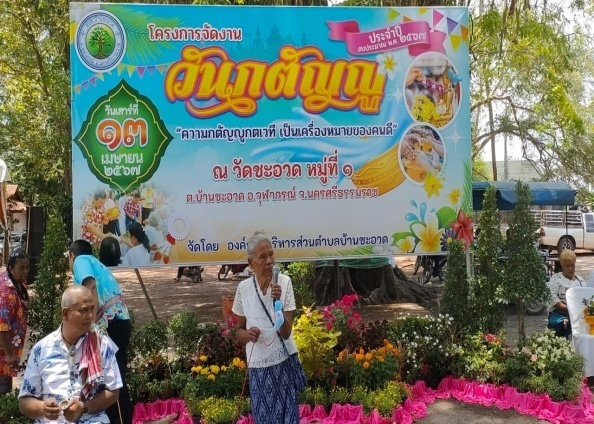 โครงการจัดงาน
วันกตัญญู
ประจำปี
งบประมาณ พ.ศ. ๒๕๖๗
วันเสาร์ที่
๑๓
เมษายน
๒๕๖๗
“ความกตัญญูกตเวที เป็นเครื่องหมายของคนดี”
ณ วัดชะอวด หมู่ที่ ๑
ต.บ้านชะอวด อ.จุฬาภรณ์ จ.นครศรีธรรมราช
จัดโดย บริหารส่วนตำบลบ้านชะอวด